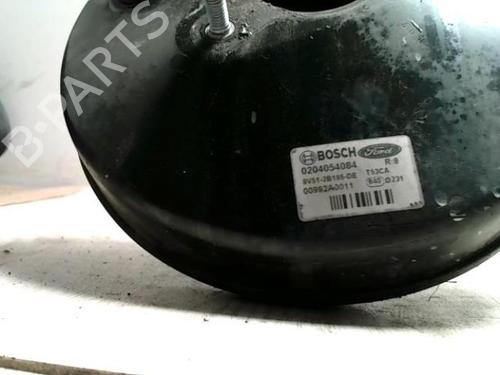 B-PARTS
BOSCH Ford
0204054084 R:8
8V51-2B195-DE T53CA
00992A0011 D231